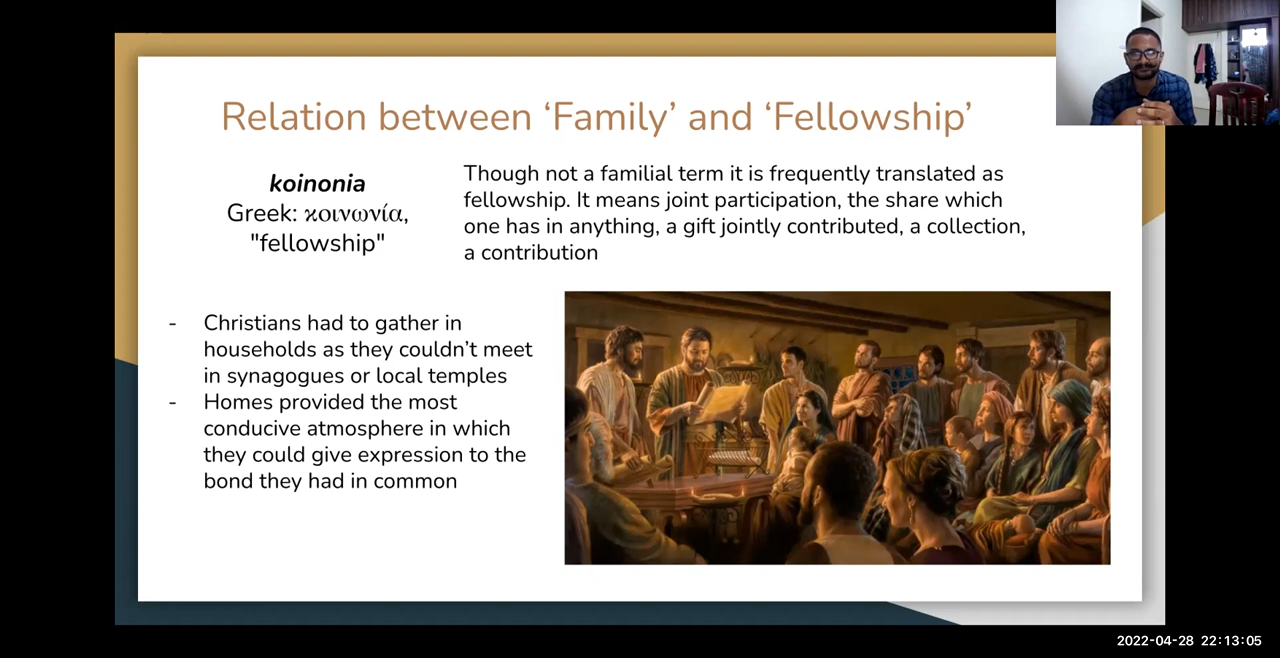 Relation between ‘Family’ and ‘Fellowship’
koinonia
Greek: κοινωνία,
"fellowship"
Though not a familial term it is frequently translated as
fellowship. It means joint participation, the share which
one has in anything, a gift jointly contributed, a collection,
a contribution
- Christians had to gather in
households as they couldn’t meet
in synagogues or local temples
- Homes provided the most
conducive atmosphere in which
they could give expression to the
bond they had in common
2022-04-28 22:13:05